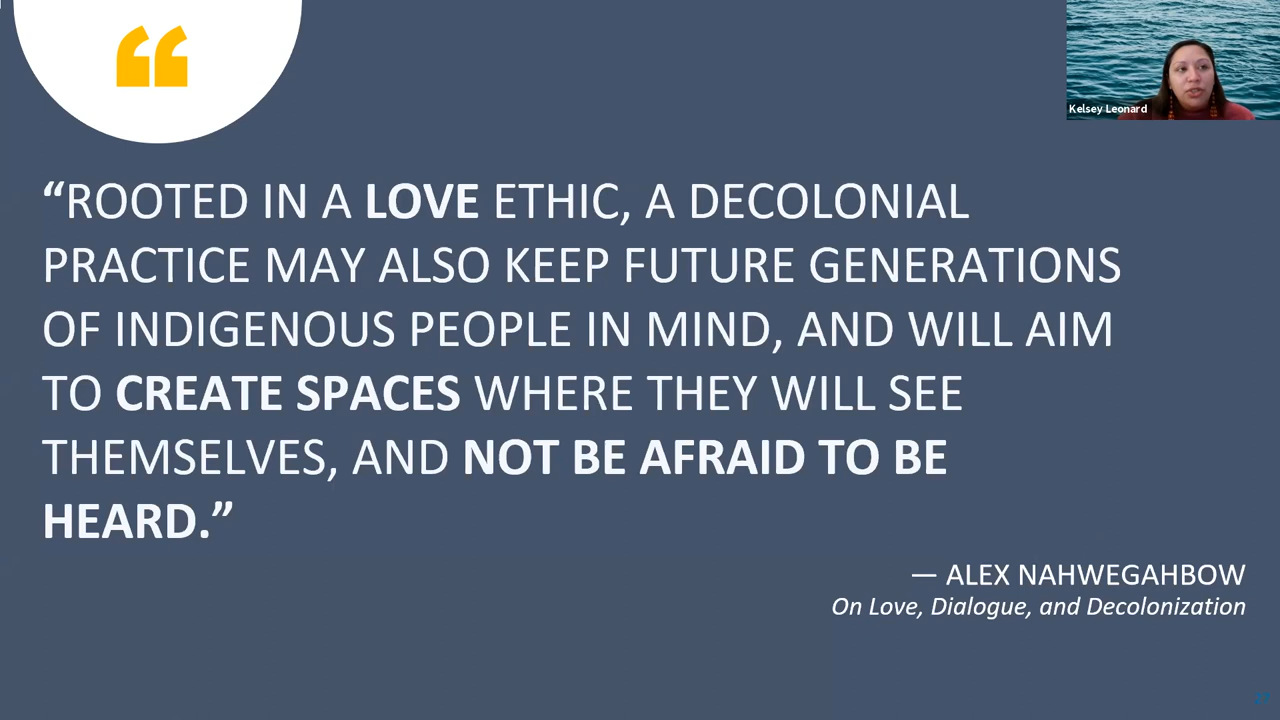 Kelsey Leonard
“ROOTED IN A LOVE ETHIC, A DECOLONIAL
PRACTICE MAY ALSO KEEP FUTURE GENERATIONS
OF INDIGENOUS PEOPLE IN MIND, AND WILL AIM
TO CREATE SPACES WHERE THEY WILL SEE
THEMSELVES, AND NOT BE AFRAID TO BE
HEARD.”
— ALEX NAHWEGAHBOW
On Love, Dialogue, and Decolonization